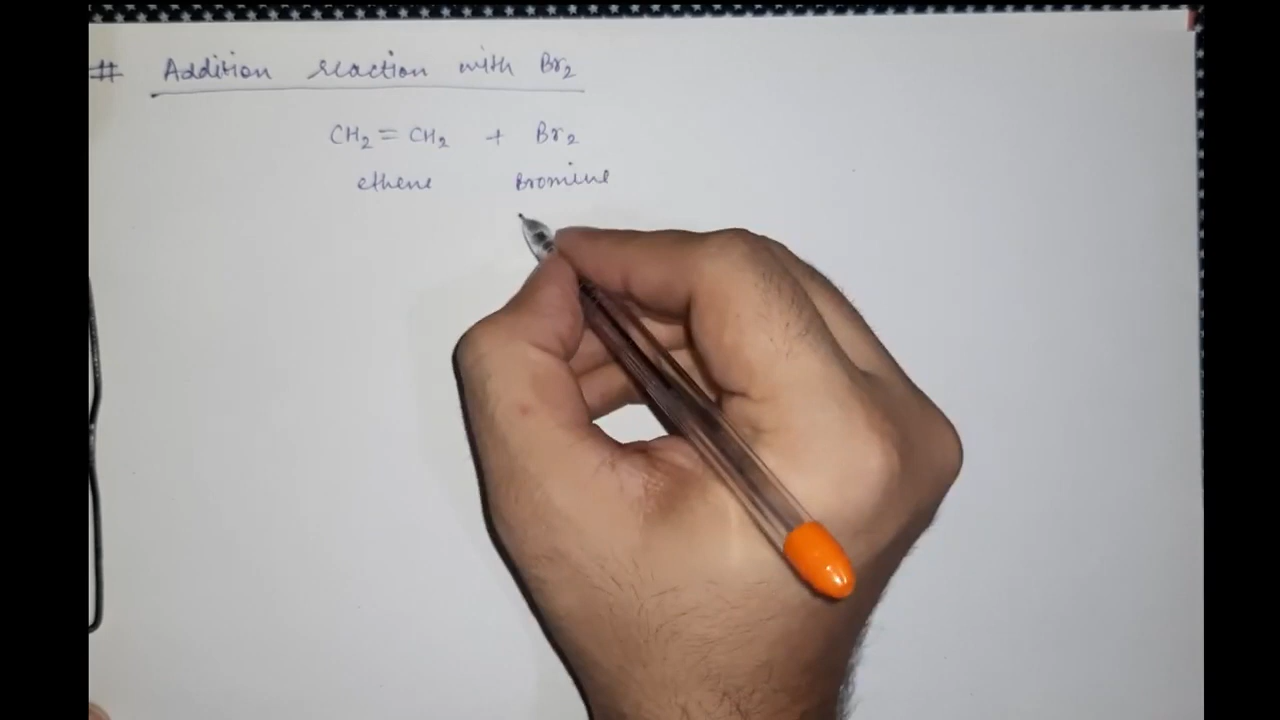 # Addition reaction with Br₂
CH₂ = CH₂ + Br₂
ethene Bromine